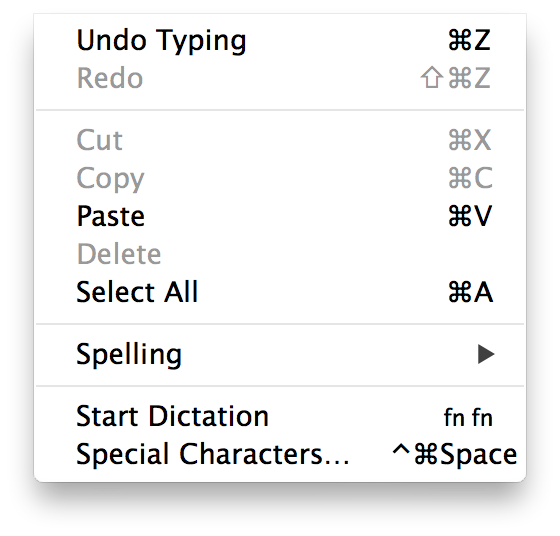 Undo Typing ⌘Z
Redo ⇧⌘Z
Cut ⌘X
Copy ⌘C
Paste ⌘V
Delete
Select All ⌘A
Spelling ▶
Start Dictation fn fn
Special Characters... ^⌘Space